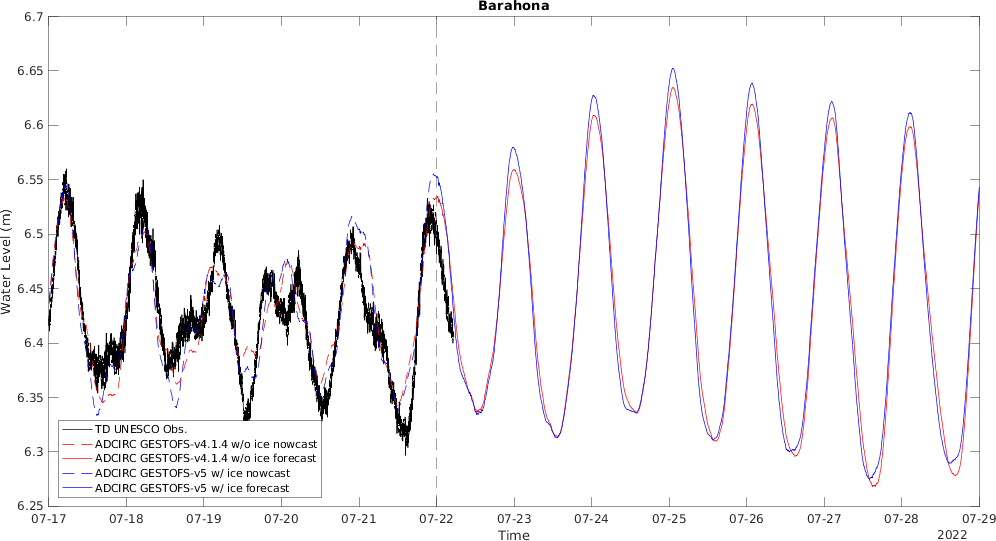 Barahona
6.7
6.65
6.6
6.55
6.5
6.45
6.4
6.35
6.3
6.25
Water Level (m)
TD UNESCO Obs.
ADCIRC GESTOFS-v4.1.4 w/o ice nowcast
ADCIRC GESTOFS-v4.1.4 w/o ice forecast
ADCIRC GESTOFS-v5 w/ ice nowcast
ADCIRC GESTOFS-v5 w/ ice forecast
07-17 07-18 07-19 07-20 07-21 07-22 07-23 07-24 07-25 07-26 07-27 07-28 07-29
Time
2022